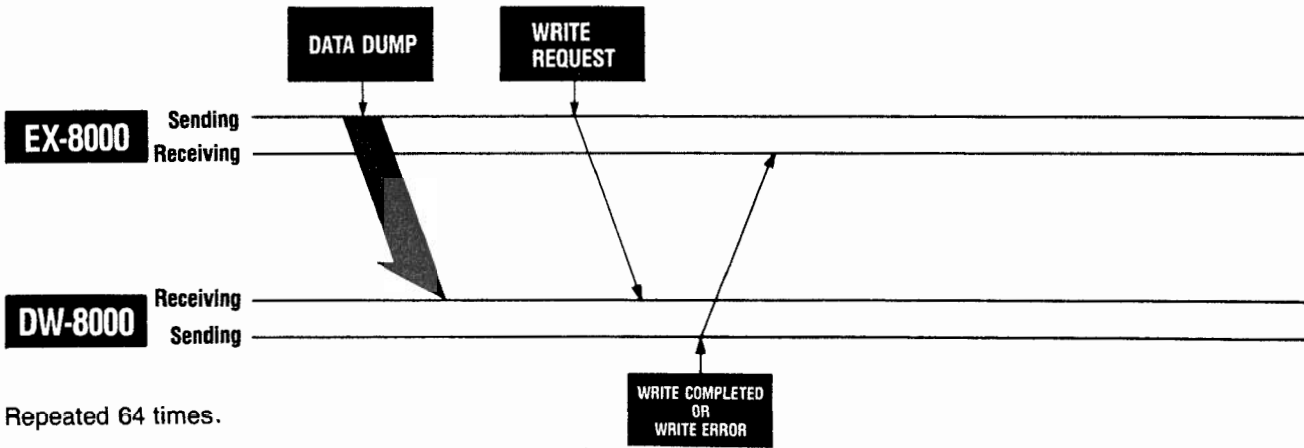 DATA DUMP
WRITE
REQUEST
EX-8000
Sending
Receiving
DW-8000
Receiving
Sending
WRITE COMPLETED
OR
WRITE ERROR
Repeated 64 times.